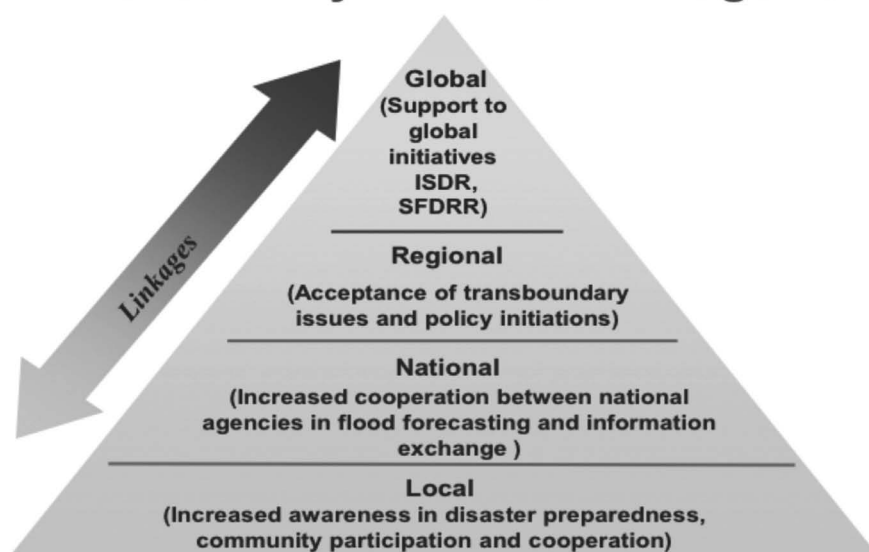 Global
(Support to
global
initiatives
ISDR,
SFDRR)
Regional
(Acceptance of transboundary
issues and policy initiations)
National
(Increased cooperation between national
agencies in flood forecasting and information
exchange )
Local
(Increased awareness in disaster preparedness,
community participation and cooperation)
Linkages